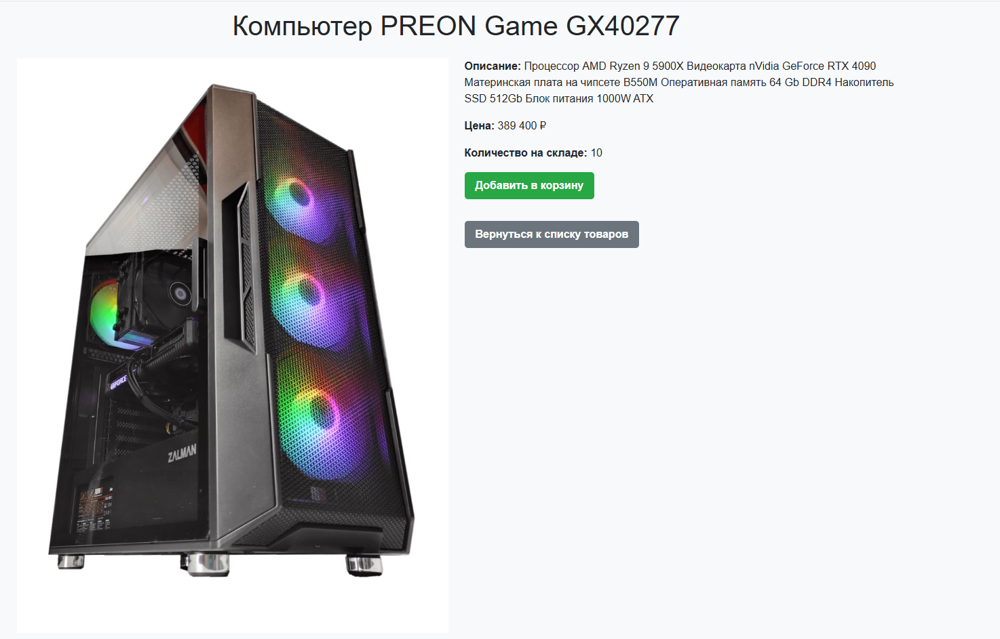 Компьютер PREON Game GX40277
Описание: Процессор AMD Ryzen 9 5900X Видеокарта nVidia GeForce RTX 4090
Материнская плата на чипсете B550M Оперативная память 64 Gb DDR4 Накопитель
SSD 512Gb Блок питания 1000W ATX
Цена: 389 400 ₽
Количество на складе: 10
Добавить в корзину
Вернуться к списку товаров
GEFORCE
ZALMAN